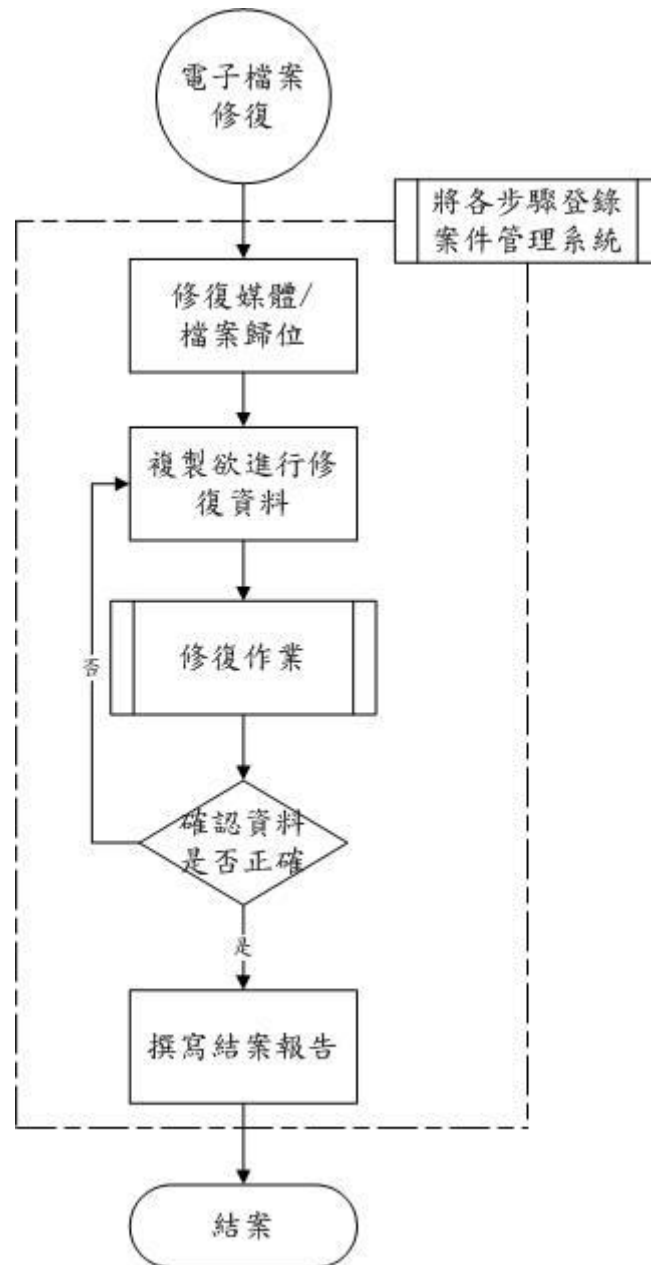 電子檔案
修復
將各步驟登錄
案件管理系統
修復媒體/
檔案歸位
複製欲進行修
復資料
修復作業
否
確認資料
是否正確
是
撰寫結案報告
結案